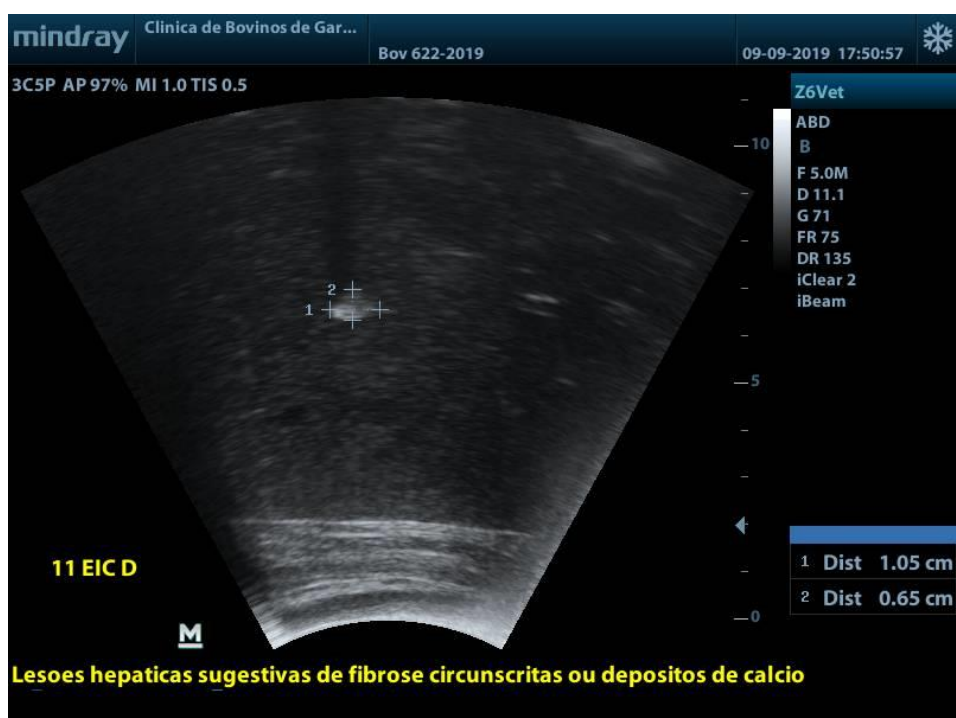 mindray
Clinica de Bovinos de Gar...
Bov 622-2019
09-09-2019 17:50:57
3C5P AP 97% MI 1.0 TIS 0.5
Z6Vet
ABD
B
F 5.0M
D 11.1
G 71
FR 75
DR 135
iClear 2
iBeam
10
2
1
5
11 EIC D
1 Dist 1.05 cm
2 Dist 0.65 cm
0
M
Lesoes hepaticas sugestivas de fibrose circunscritas ou depositos de calcio